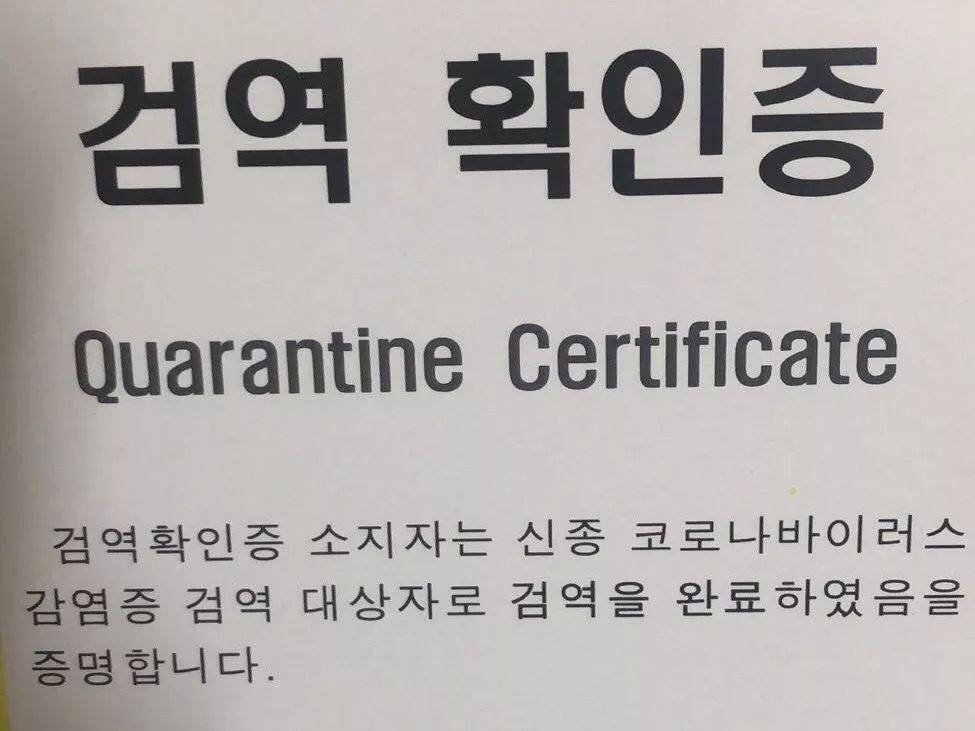 검역 확인증
Quarantine Certificate
검역확인증 소지자는 신종 코로나바이러스
감염증 검역 대상자로 검역을 완료하였음을
증명합니다.